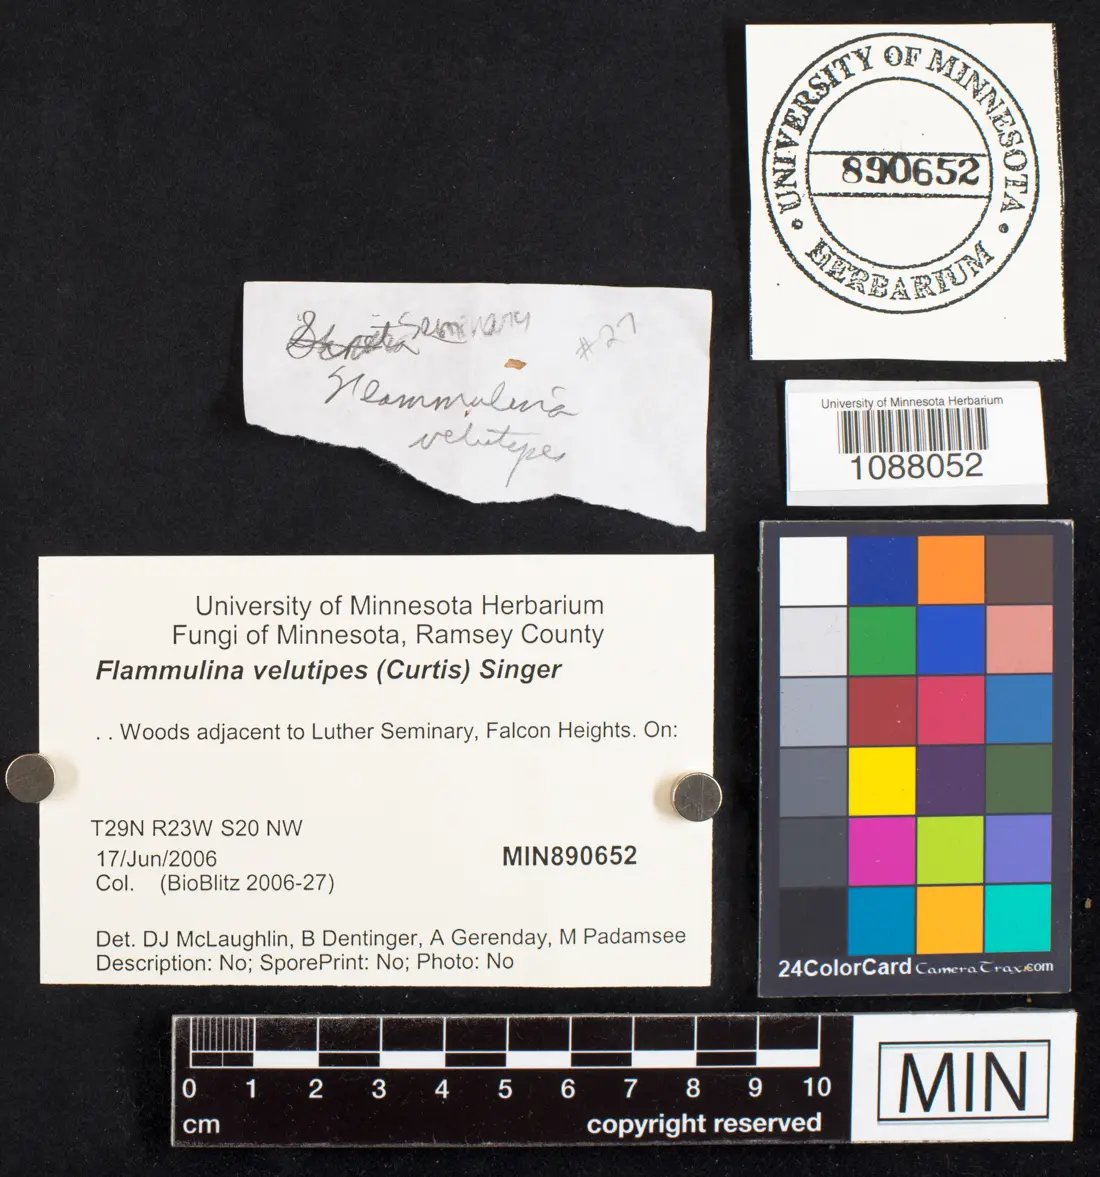 UNIVERSITY OF MINNESOTA
890652
HERBARIUM
Seminary
#27
Flammulina
velutipes
University of Minnesota Herbarium
1088052
University of Minnesota Herbarium
Fungi of Minnesota, Ramsey County
Flammulina velutipes (Curtis) Singer
. . Woods adjacent to Luther Seminary, Falcon Heights. On:
T29N R23W S20 NW
17/Jun/2006
MIN890652
Col. (BioBlitz 2006-27)
Det. DJ McLaughlin, B Dentinger, A Gerenday, M Padamsee
Description: No; SporePrint: No; Photo: No
24ColorCard CameraTrax.com
0 1 2 3 4 5 6 7 8 9 10
cm copyright reserved
MIN